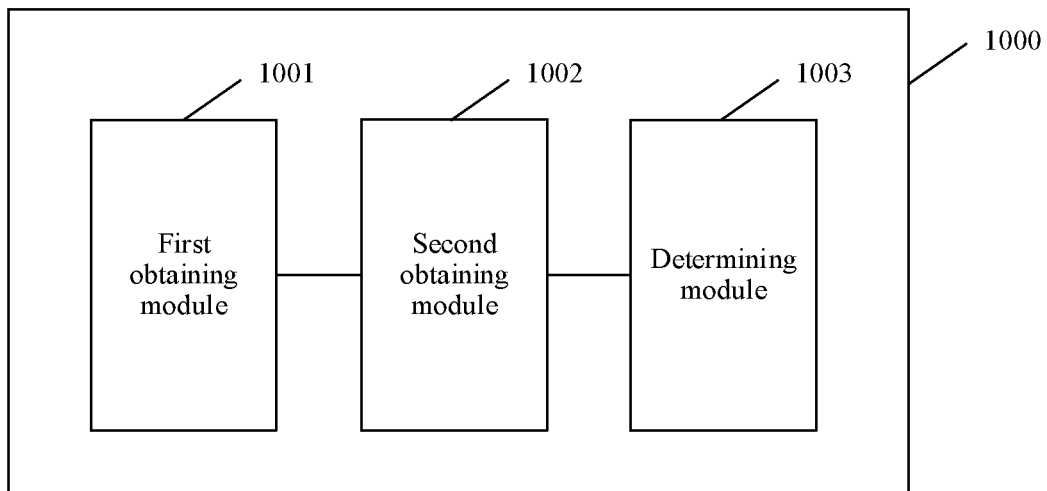 1000
1001
1002
1003
First
obtaining
module
Second
obtaining
module
Determining
module